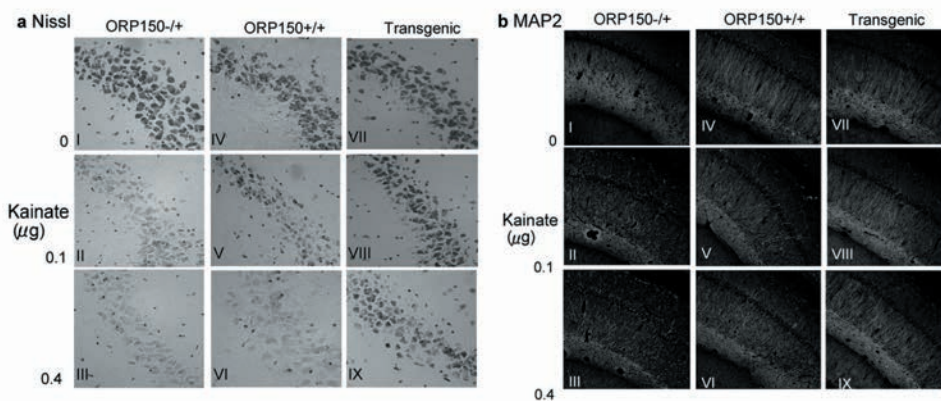 a Nissl
ORP150-/+ ORP150+/+ Transgenic
I IV VII
0
Kainate
(μg)
II V VIII
0.1
III- VI IX
0.4
b MAP2
ORP150-/+ ORP150+/+ Transgenic
I IV VII
0
Kainate
(μg)
II V VIII
0.1
III VI IX
0.4